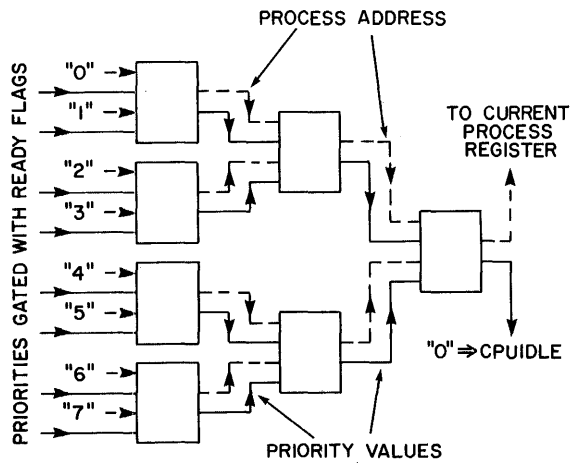 PROCESS ADDRESS
TO CURRENT
PROCESS
REGISTER
PRIORITIES GATED WITH READY FLAGS
"0"
"1"
"2"
"3"
"4"
"5"
"6"
"7"
"0" ⇒ CPUIDLE
PRIORITY VALUES